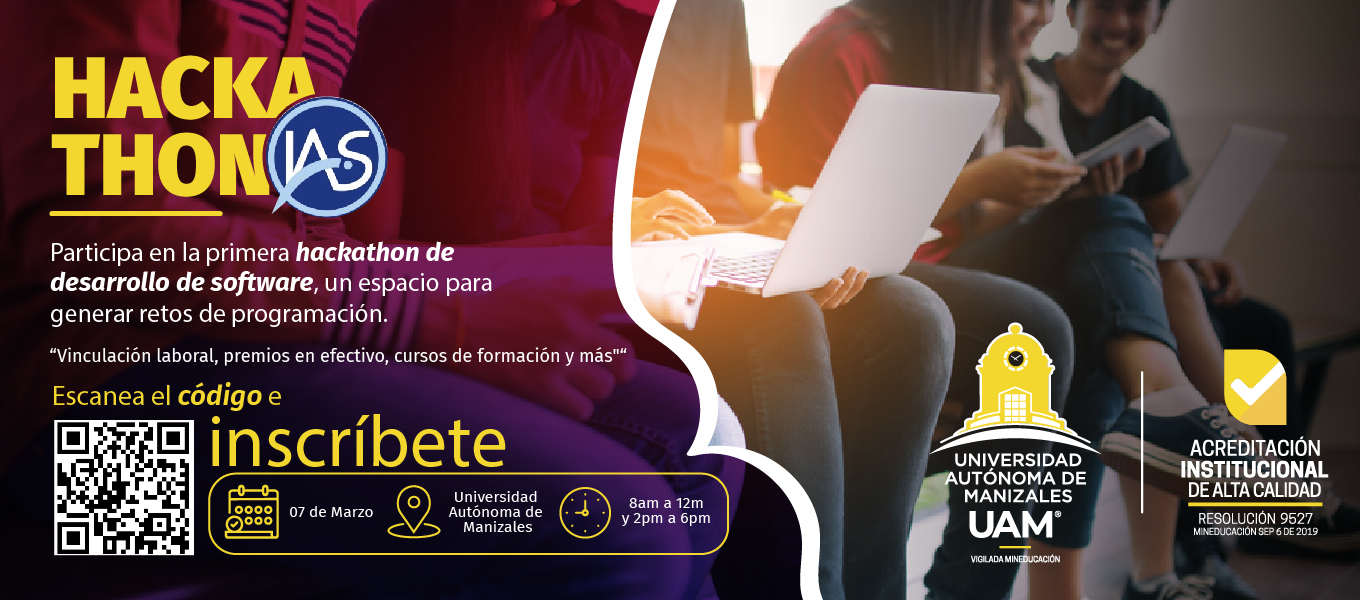 HACKA
THON
IAS
Participa en la primera hackathon de
desarrollo de software, un espacio para
generar retos de programación.
“Vinculación laboral, premios en efectivo, cursos de formación y más"“
Escanea el código e
inscríbete
07 de Marzo
Universidad
Autónoma de
Manizales
8am a 12m
y 2pm a 6pm
UNIVERSIDAD
AUTÓNOMA DE
MANIZALES
UAM®
VIGILADA MINEDUCACIÓN
ACREDITACIÓN
INSTITUCIONAL
DE ALTA CALIDAD
RESOLUCIÓN 9527
MINEDUCACIÓN SEP 6 DE 2019